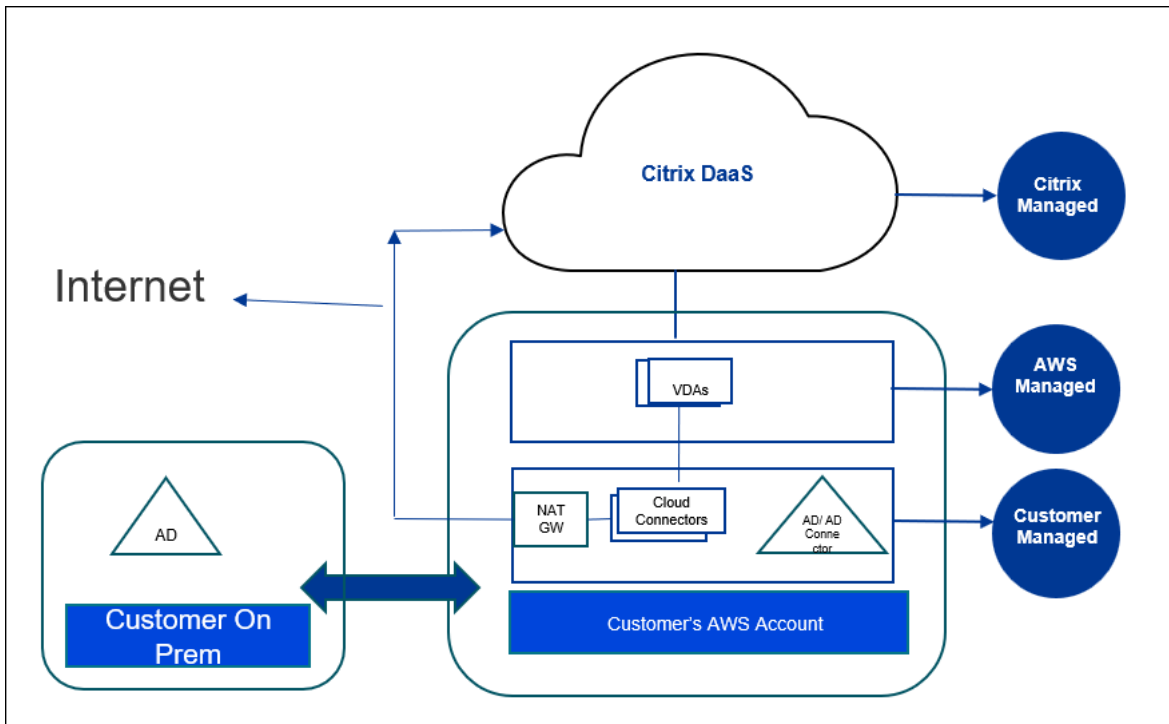 Citrix DaaS
Citrix
Managed
Internet
AWS
Managed
VDAs
NAT
GW
Cloud
Connectors
AD/ AD
Conne
ctor
Customer
Managed
AD
Customer On
Prem
Customer's AWS Account